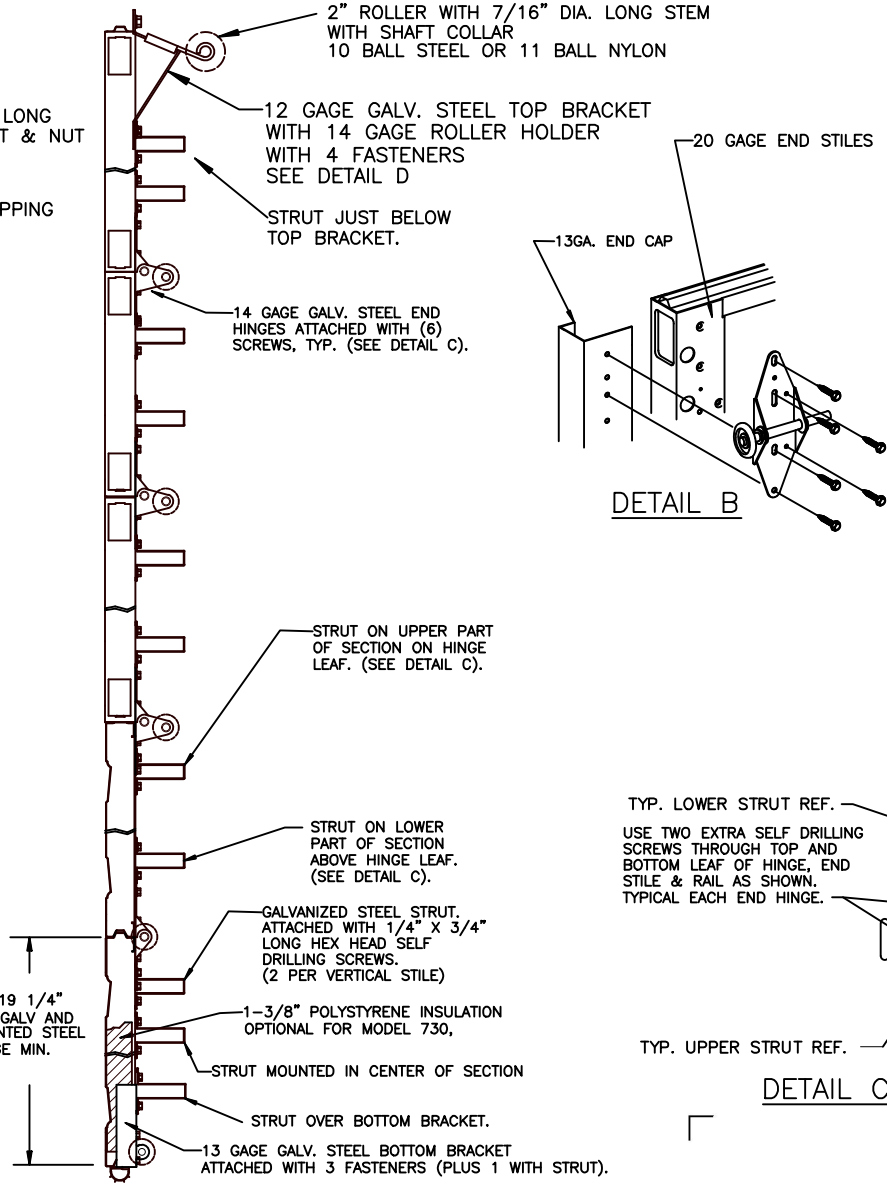 2" ROLLER WITH 7/16" DIA. LONG STEM
WITH SHAFT COLLAR
10 BALL STEEL OR 11 BALL NYLON
LONG
& NUT
12 GAGE GALV. STEEL TOP BRACKET
WITH 14 GAGE ROLLER HOLDER
WITH 4 FASTENERS
SEE DETAIL D
STRUT JUST BELOW
TOP BRACKET.
14 GAGE GALV. STEEL END
HINGES ATTACHED WITH (6)
SCREWS, TYP. (SEE DETAIL C).
20 GAGE END STILES
13GA. END CAP
DETAIL B
STRUT ON UPPER PART
OF SECTION ON HINGE
LEAF. (SEE DETAIL C).
STRUT ON LOWER
PART OF SECTION
ABOVE HINGE LEAF.
(SEE DETAIL C).
GALVANIZED STEEL STRUT.
ATTACHED WITH 1/4" X 3/4"
LONG HEX HEAD SELF
DRILLING SCREWS.
(2 PER VERTICAL STILE)
19 1/4"
GALV AND
STEEL
MIN.
1-3/8" POLYSTYRENE INSULATION
OPTIONAL FOR MODEL 730,
STRUT MOUNTED IN CENTER OF SECTION
STRUT OVER BOTTOM BRACKET.
13 GAGE GALV. STEEL BOTTOM BRACKET
ATTACHED WITH 3 FASTENERS (PLUS 1 WITH STRUT).
TYP. LOWER STRUT REF.
USE TWO EXTRA SELF DRILLING
SCREWS THROUGH TOP AND
BOTTOM LEAF OF HINGE, END
STILE & RAIL AS SHOWN.
TYPICAL EACH END HINGE.
TYP. UPPER STRUT REF.
DETAIL C